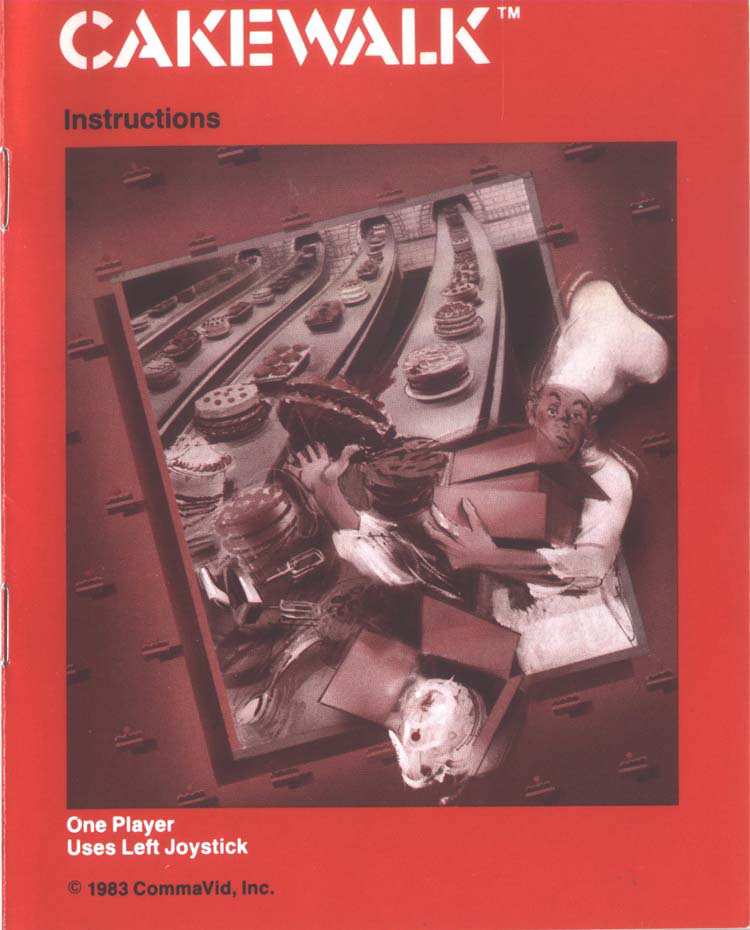 CAKEWALK™
Instructions
One Player
Uses Left Joystick
© 1983 CommaVid, Inc.